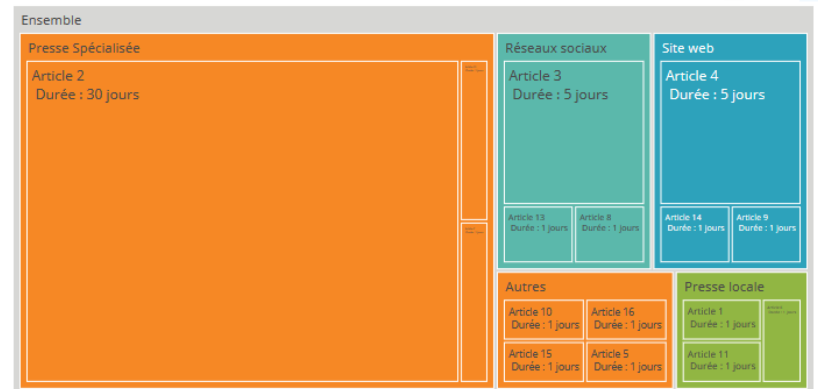 Ensemble
Presse Spécialisée
Article 2
Durée : 30 jours
Réseaux sociaux
Article 3
Durée : 5 jours
Article 13
Durée : 1 jours
Article 8
Durée : 1 jours
Site web
Article 4
Durée : 5 jours
Article 14
Durée : 1 jours
Article 9
Durée : 1 jours
Autres
Article 10
Durée : 1 jours
Article 16
Durée : 1 jours
Article 15
Durée : 1 jours
Article 5
Durée : 1 jours
Presse locale
Article 1
Durée : 1 jours
Article 11
Durée : 1 jours